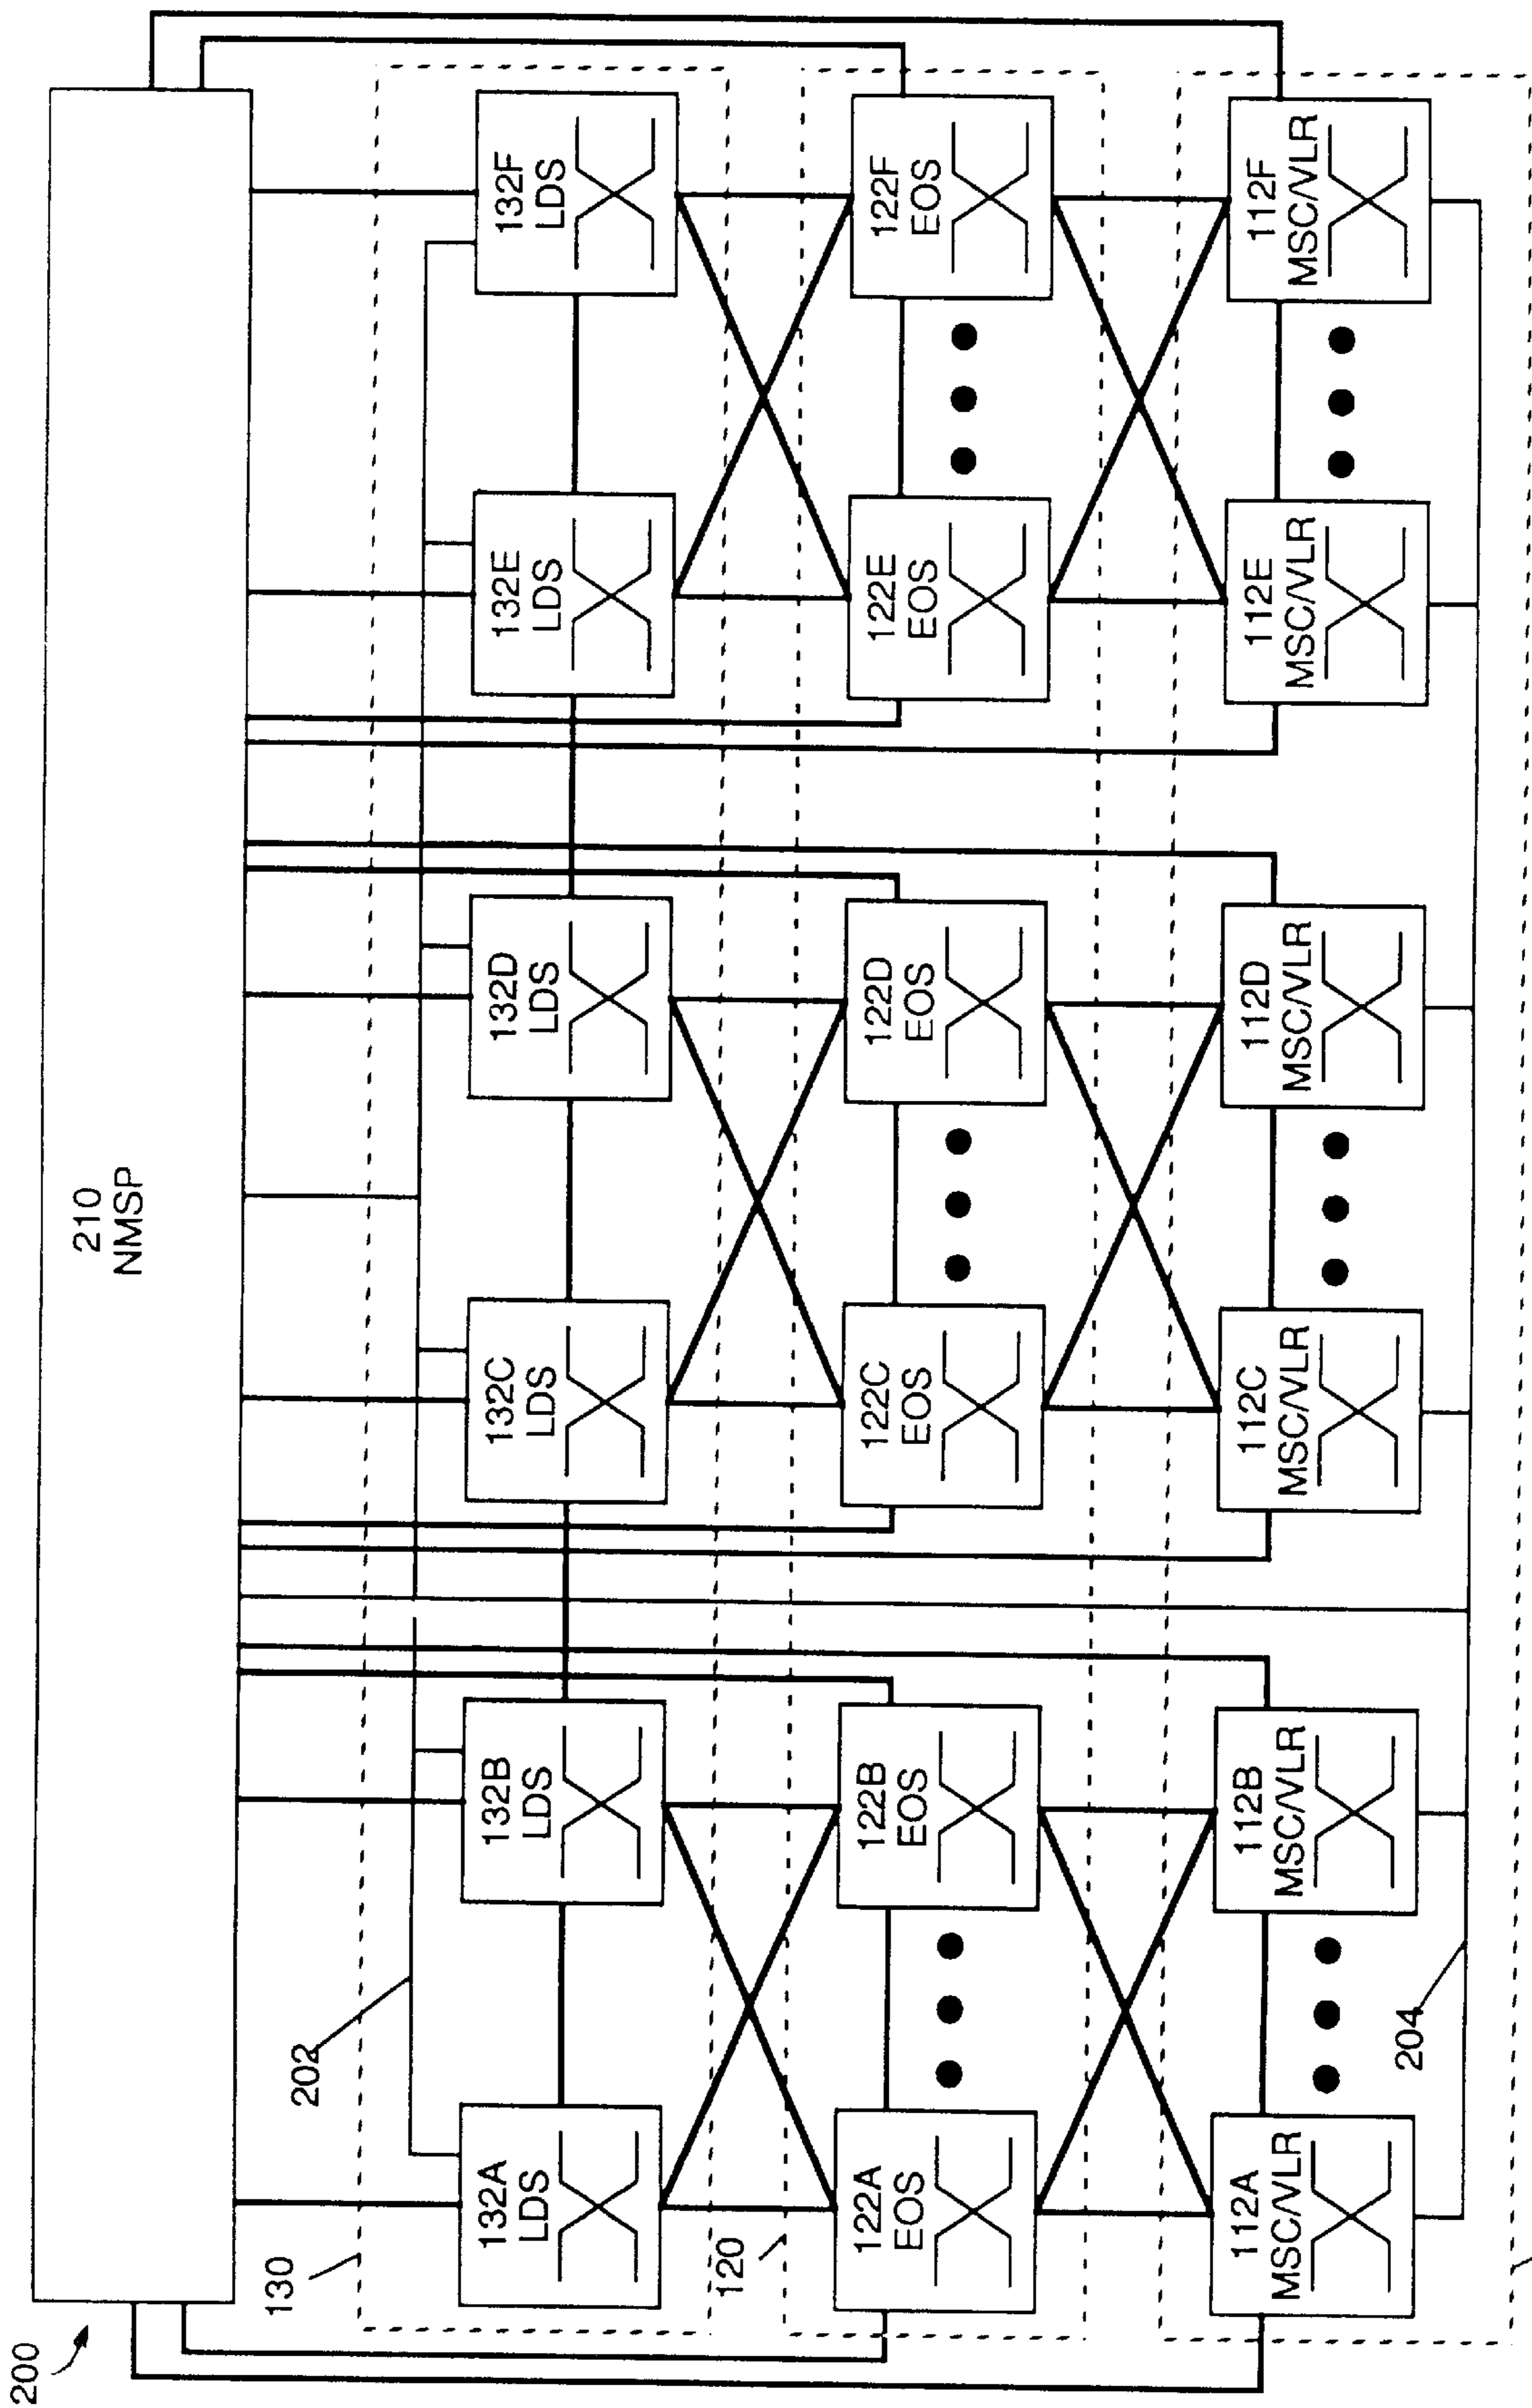 200
210
NMSP
130
202
132A
LDS
132B
LDS
132C
LDS
132D
LDS
132E
LDS
132F
LDS
120
122A
EOS
122B
EOS
122C
EOS
122D
EOS
122E
EOS
122F
EOS
112A
MSC/VLR
112B
MSC/VLR
112C
MSC/VLR
112D
MSC/VLR
112E
MSC/VLR
112F
MSC/VLR
204